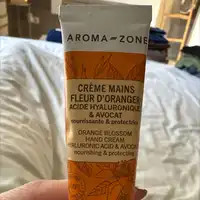 AROMA-ZONE
CRÈME MAINS
FLEUR D'ORANGER
ACIDE HYALURONIQUE
& AVOCAT
nourrissante & protectrice
ORANGE BLOSSOM
HAND CREAM
HYALURONIC ACID & AVOCADO
nourishing & protecting